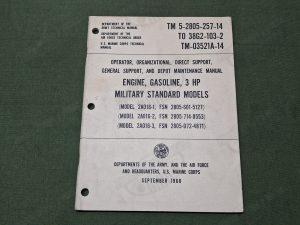 DEPARTMENT OF THE ARMY TECHNICAL MANUAL
TM 5-2805-257-14
DEPARTMENT OF THE AIR FORCE TECHNICAL ORDER
TO 38G2-103-2
U.S. MARINE CORPS TECHNICAL MANUAL
TM-03521A-14
OPERATOR, ORGANIZATIONAL, DIRECT SUPPORT,
GENERAL SUPPORT, AND DEPOT MAINTENANCE MANUAL
ENGINE, GASOLINE, 3 HP
MILITARY STANDARD MODELS
(MODEL 2A016-1, FSN 2805-601-5127)
(MODEL 2A016-2, FSN 2805-714-8553)
(MODEL 2A016-3, FSN 2805-072-4871)
DEPARTMENTS OF THE ARMY, AND THE AIR FORCE
AND HEADQUARTERS, U.S. MARINE CORPS
SEPTEMBER